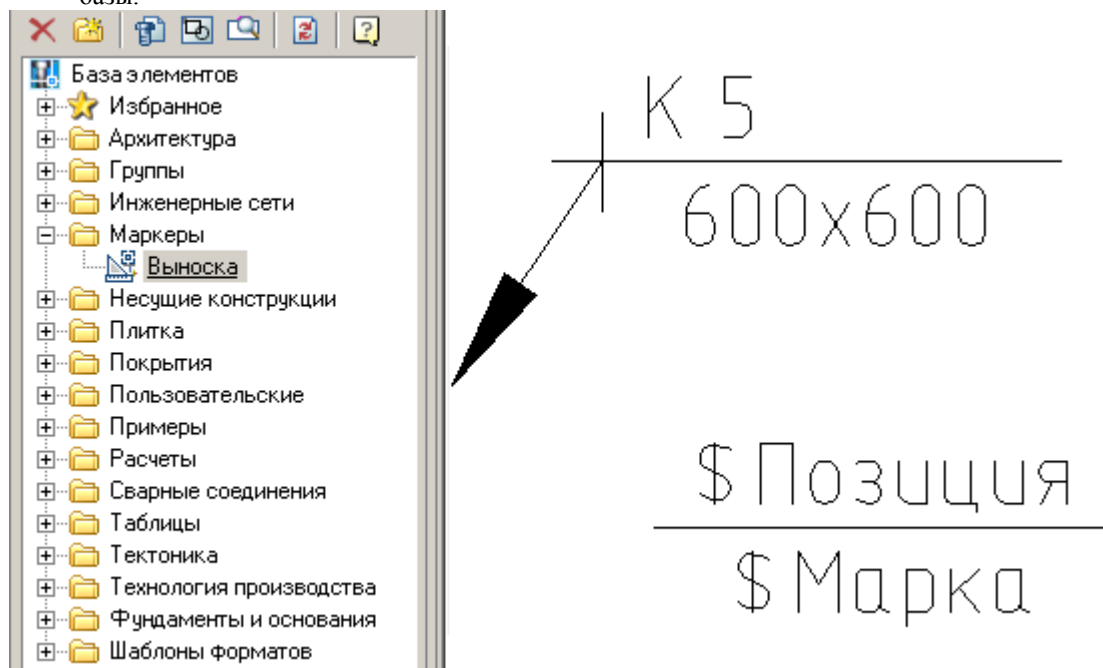 базы.
База элементов
Избранное
Архитектура
Группы
Инженерные сети
Маркеры
Выноска
Несущие конструкции
Плитка
Покрытия
Пользовательские
Примеры
Расчеты
Сварные соединения
Таблицы
Тектоника
Технология производства
Фундаменты и основания
Шаблоны форматов
К 5
600х600
$Позиция
$Марка